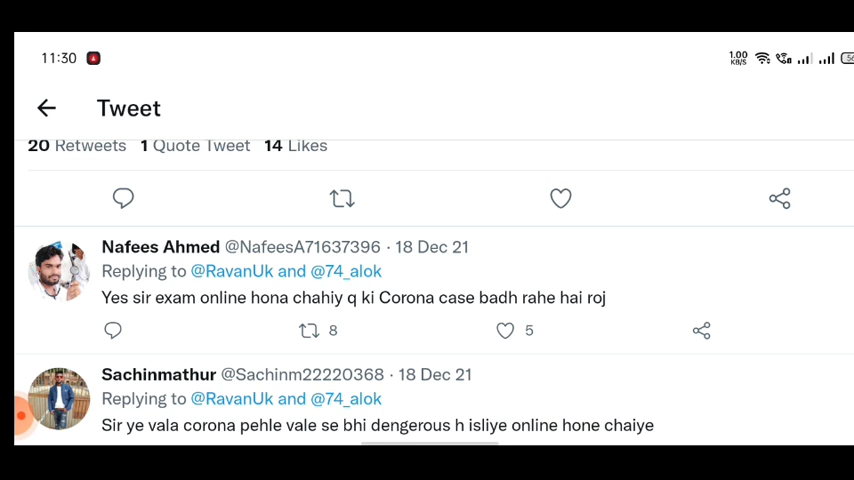 11:30
1.00
KB/S
Tweet
20 Retweets 1 Quote Tweet 14 Likes
Nafees Ahmed @NafeesA71637396 · 18 Dec 21
Replying to @RavanUk and @74_alok
Yes sir exam online hona chahiy q ki Corona case badh rahe hai roj
8
5
Sachinmathur @Sachinm22220368 · 18 Dec 21
Replying to @RavanUk and @74_alok
Sir ye vala corona pehle vale se bhi dengerous h isliye online hone chaiye